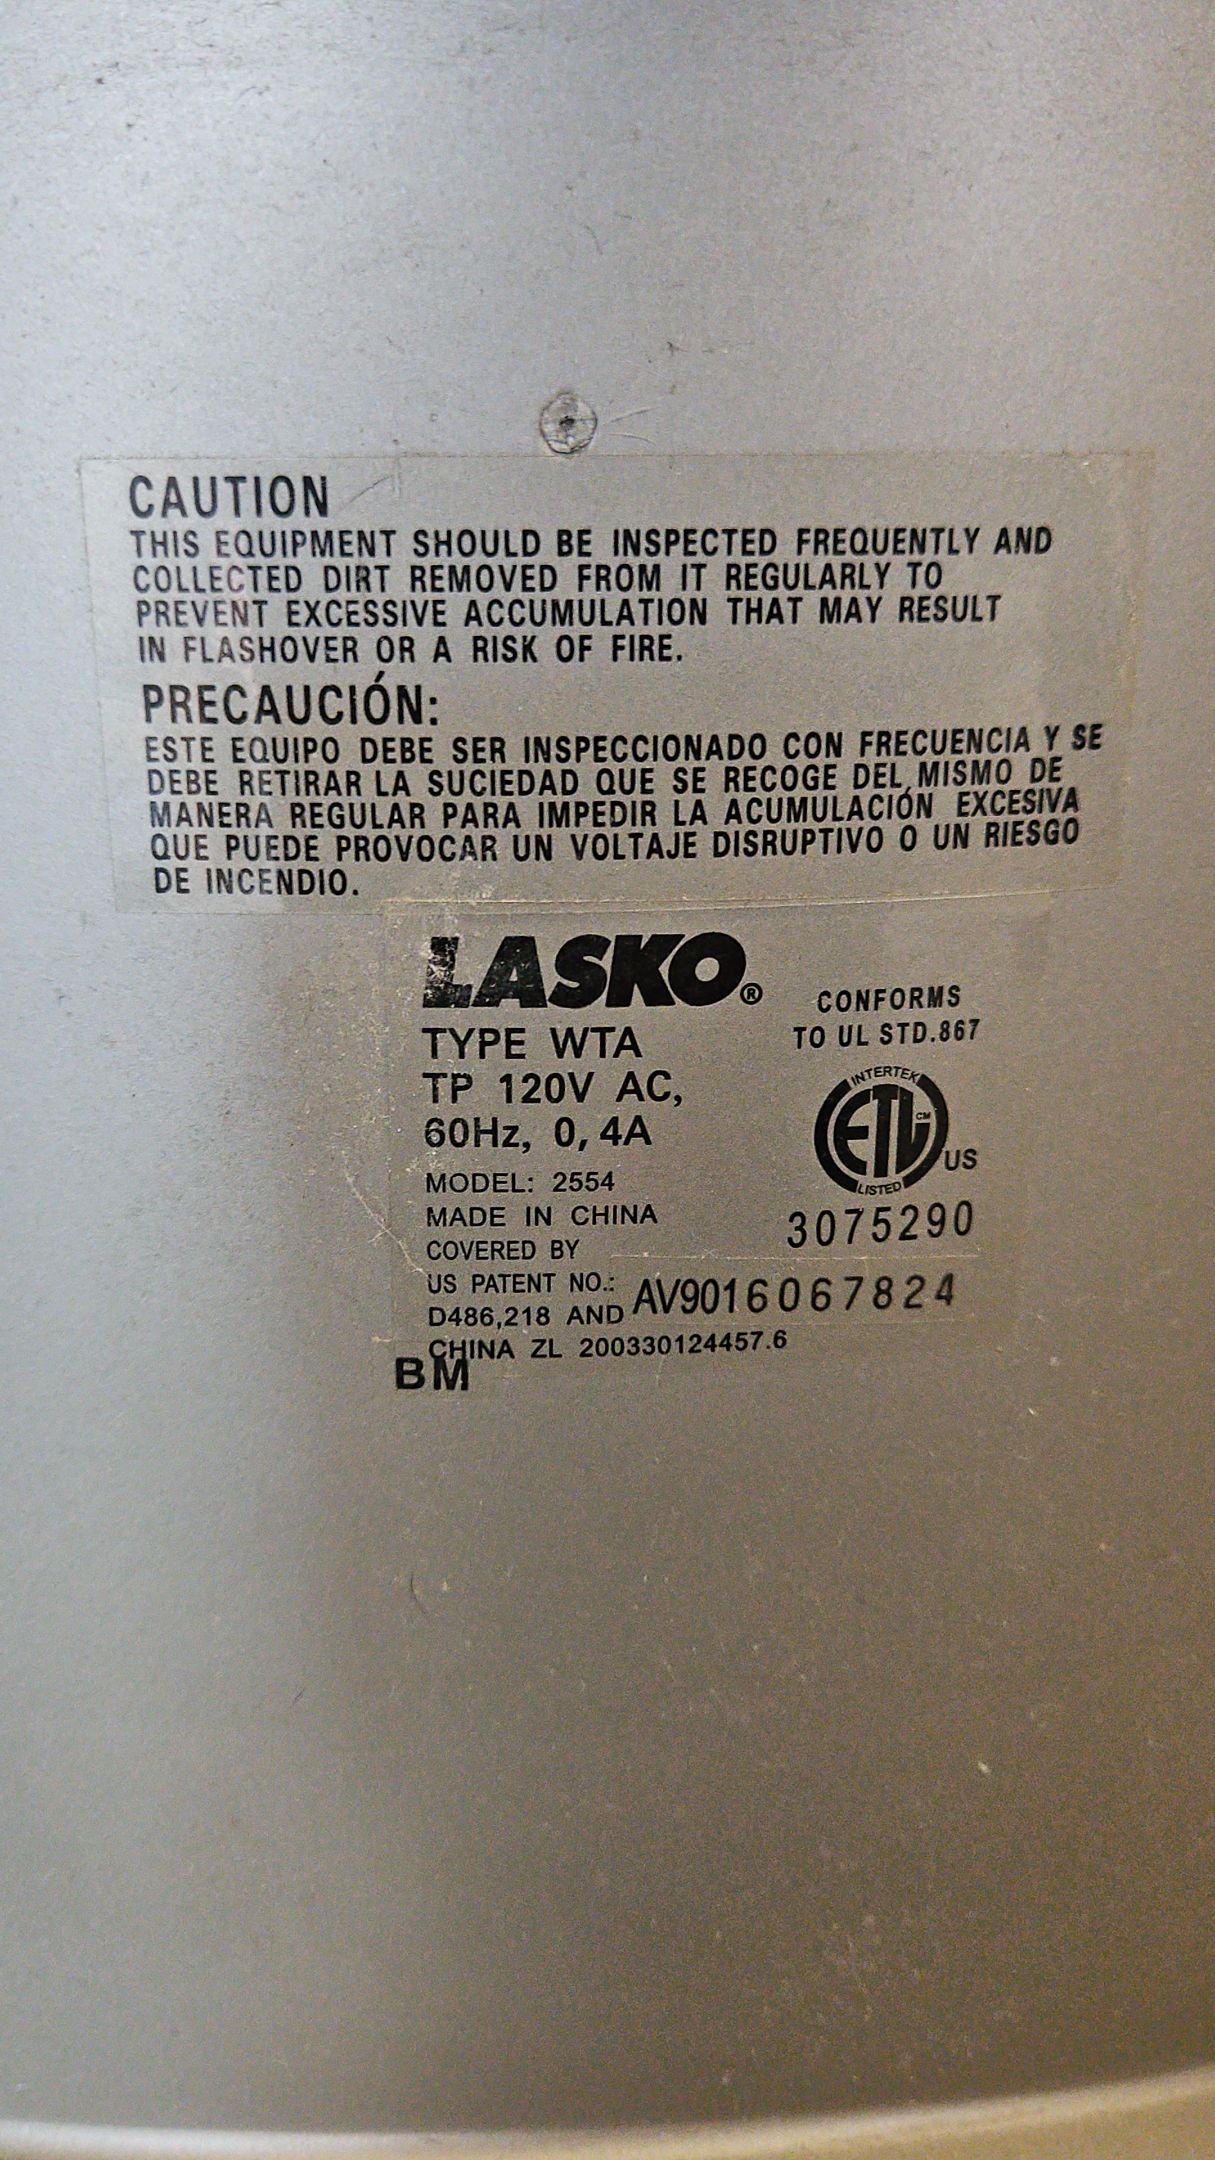 CAUTION
THIS EQUIPMENT SHOULD BE INSPECTED FREQUENTLY AND
COLLECTED DIRT REMOVED FROM IT REGULARLY TO
PREVENT EXCESSIVE ACCUMULATION THAT MAY RESULT
IN FLASHOVER OR A RISK OF FIRE.
PRECAUCIÓN:
ESTE EQUIPO DEBE SER INSPECCIONADO CON FRECUENCIA Y SE
DEBE RETIRAR LA SUCIEDAD QUE SE RECOGE DEL MISMO DE
MANERA REGULAR PARA IMPEDIR LA ACUMULACIÓN EXCESIVA
QUE PUEDE PROVOCAR UN VOLTAJE DISRUPTIVO O UN RIESGO
DE INCENDIO.
LASKO®
TYPE WTA
TP 120V AC,
60Hz, 0,4A
MODEL: 2554
MADE IN CHINA
COVERED BY
US PATENT NO.:
D486,218 AND
CHINA ZL 200330124457.6
BM
CONFORMS
TO UL STD.867
INTERTEK
ETL CM
US
LISTED
3075290
AV9016067824